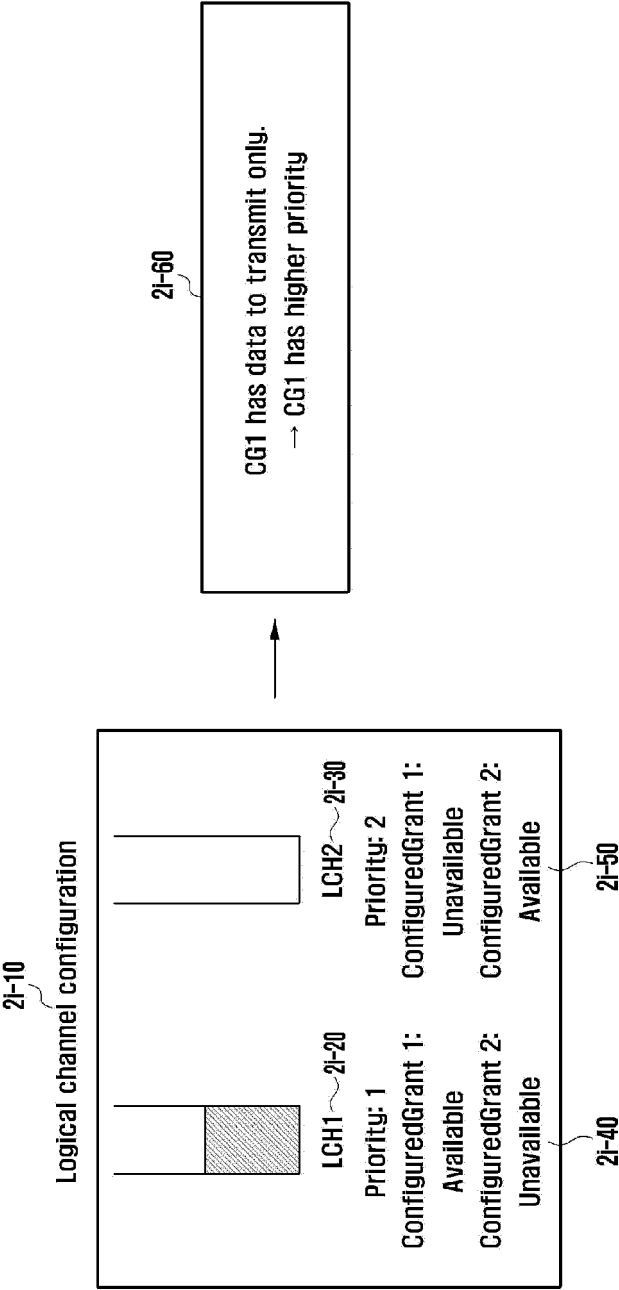 2i-10
Logical channel configuration
LCH1 2i-20
Priority: 1
ConfiguredGrant 1:
Available
ConfiguredGrant 2:
Unavailable
2i-40
LCH2 2i-30
Priority: 2
ConfiguredGrant 1:
Unavailable
ConfiguredGrant 2:
Available
2i-50
2i-60
CG1 has data to transmit only.
→ CG1 has higher priority